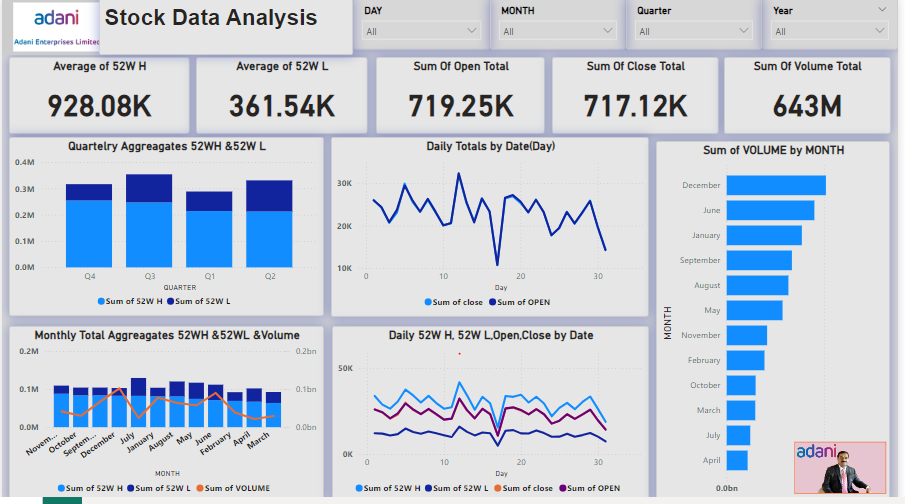 adani
Adani Enterprises Limited
Stock Data Analysis
DAY
All
MONTH
All
Quarter
All
Year
All
Average of 52W H
928.08K
Average of 52W L
361.54K
Sum Of Open Total
719.25K
Sum Of Close Total
717.12K
Sum Of Volume Total
643M
Quartelry Aggreagates 52WH &52W L
0.4M
0.3M
0.2M
0.1M
0.0M
Q4 Q3 Q1 Q2
QUARTER
Sum of 52W H Sum of 52W L
Daily Totals by Date(Day)
30K
20K
10K
0 10 20 30
Day
Sum of close Sum of OPEN
Sum of VOLUME by MONTH
MONTH
December
June
January
September
August
May
November
February
October
March
July
April
0.0bn
adani
Monthly Total Aggreagates 52WH &52WL &Volume
0.2M
0.1M
0.0M
0.2bn
0.1bn
0.0bn
Novem... October Septem... December July January August May June February April March
MONTH
Sum of 52W H Sum of 52W L Sum of VOLUME
Daily 52W H, 52W L,Open,Close by Date
50K
0K
0 10 20 30
Day
Sum of 52W H Sum of 52W L Sum of close Sum of OPEN